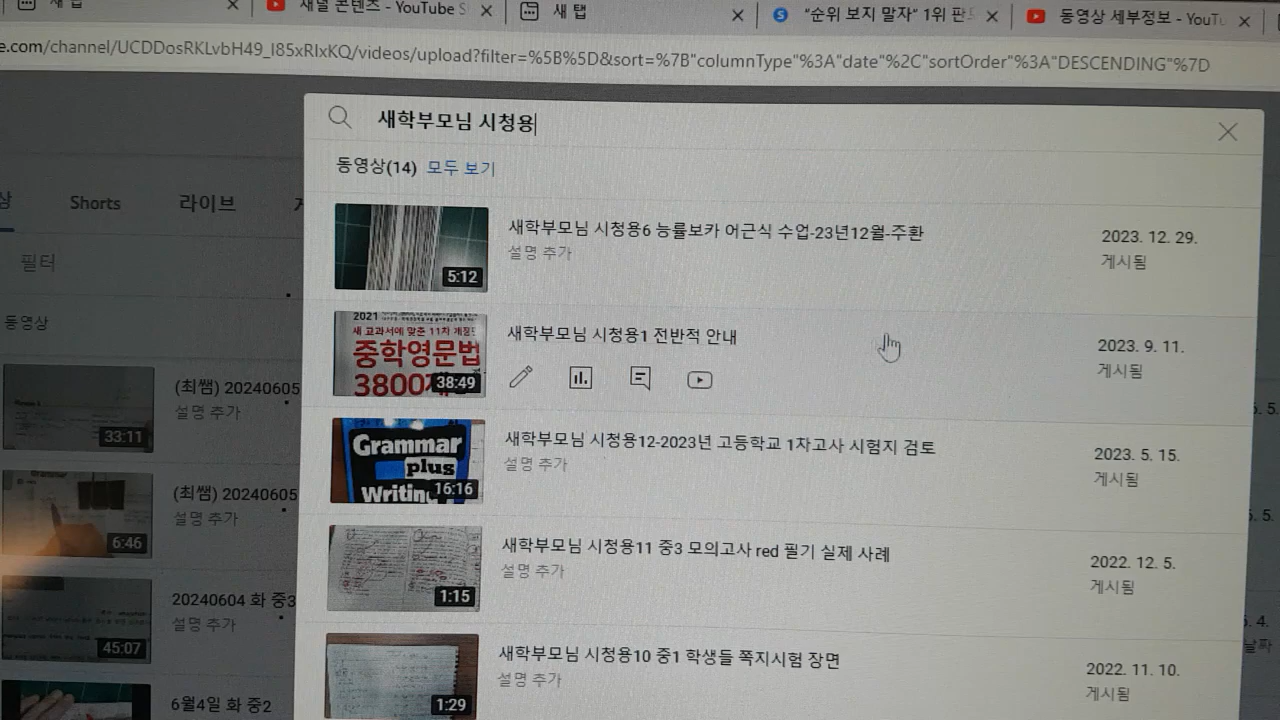 새 탭
채널 콘텐츠 - YouTube S
새 탭
"순위 보지 말자" 1위 판
동영상 세부정보 - YouTu
e.com/channel/UCDDosRKLvbH49_I85xRIxKQ/videos/upload?filter=%5B%5D&sort=%7B"columnType"%3A"date"%2C"sortOrder"%3A"DESCENDING"%7D
새학부모님 시청용
동영상(14) 모두 보기
상 Shorts 라이브
필터
동영상
새학부모님 시청용6 능률보카 어근식 수업-23년12월-주환
설명 추가
5:12
2023. 12. 29.
게시됨
2021
새 교과서에 맞춘 11차 개정
중학영문법
3800제
38:49
새학부모님 시청용1 전반적 안내
2023. 9. 11.
게시됨
Grammar
plus
Writing
16:16
새학부모님 시청용12-2023년 고등학교 1차고사 시험지 검토
설명 추가
2023. 5. 15.
게시됨
새학부모님 시청용11 중3 모의고사 red 필기 실제 사례
설명 추가
1:15
2022. 12. 5.
게시됨
새학부모님 시청용10 중1 학생들 쪽지시험 장면
설명 추가
1:29
2022. 11. 10.
게시됨
(최쌤) 20240605
설명 추가
33:11
(최쌤) 20240605
설명 추가
6:46
20240604 화 중3
설명 추가
45:07
6월4일 화 중2
5. 5.
5. 5.
5. 4.
날짜